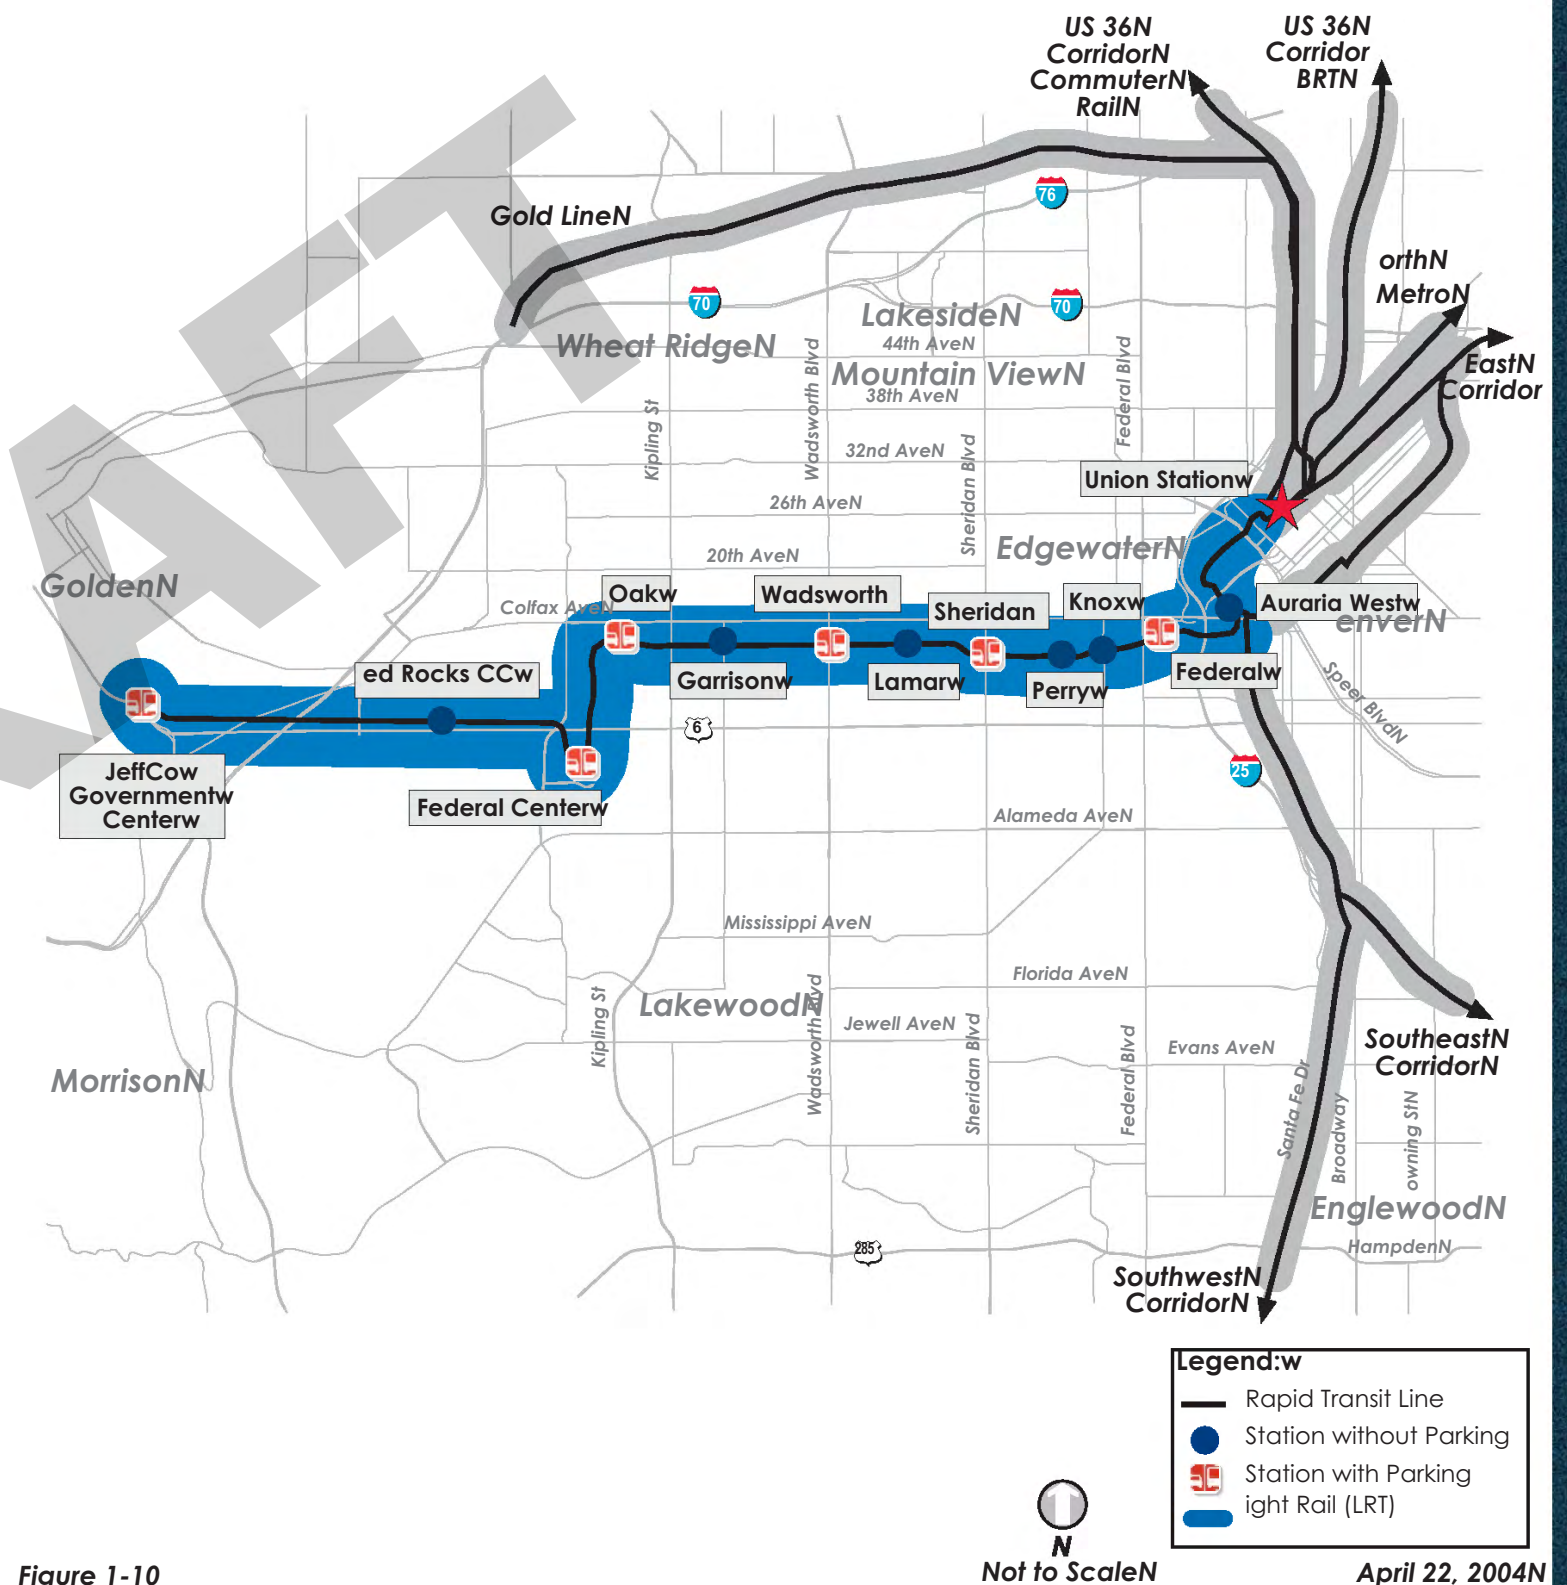 US 36N
CorridorN
CommuterN
RailN
US 36N
Corridor
BRTN
76
Gold LineN
orthN
MetroN
70
70
LakesideN
Wheat RidgeN
44th AveN
Mountain ViewN
38th AveN
EastN
Corridor
Kipling St
Wadsworth Blvd
Federal Blvd
Sheridan Blvd
32nd AveN
Union Stationw
26th AveN
EdgewaterN
20th AveN
GoldenN
Colfax AveN
Oakw
Wadsworth
Sheridan
Knoxw
Auraria Westw
enverN
ed Rocks CCw
Garrisonw
Lamarw
Perryw
Federalw
Speer BlvdN
6
25
JeffCow
Governmentw
Centerw
Federal Centerw
Alameda AveN
Mississippi AveN
Florida AveN
LakewoodN
Kipling St
Wadsworth Blvd
Jewell AveN
Sheridan Blvd
Federal Blvd
Evans AveN
SoutheastN
CorridorN
MorrisonN
Santa Fe Dr
Broadway
owning StN
EnglewoodN
285
HampdenN
SouthwestN
CorridorN
Legend:w
Rapid Transit Line
Station without Parking
Station with Parking
ight Rail (LRT)
N
Not to ScaleN
Figure 1-10
April 22, 2004N
AFT